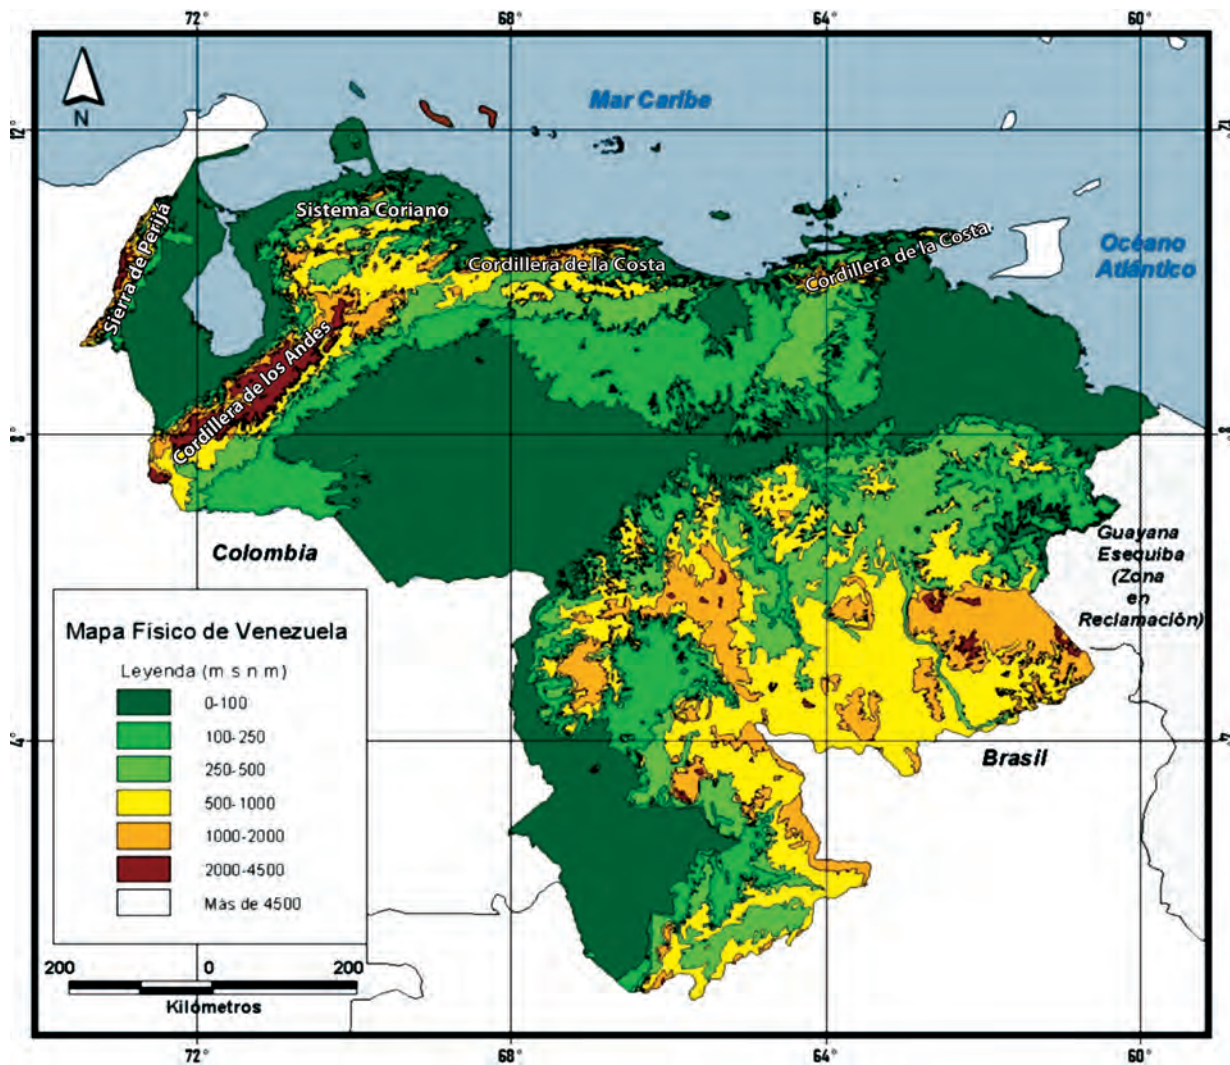 72°
68°
64°
60°
N
Mar Caribe
12°
Sistema Coriano
Sierra de Perijá
Cordillera de la Costa
Cordillera de la Costa
Océano
Atlántico
Cordillera de los Andes
8°
Colombia
Guayana
Esequiba
(Zona
en
Reclamación)
Mapa Físico de Venezuela
Leyenda (m s n m)
0-100
100-250
250-500
500-1000
1000-2000
2000-4500
Màs de 4500
4°
Brasil
200 0 200
Kilómetros
72°
68°
64°
60°